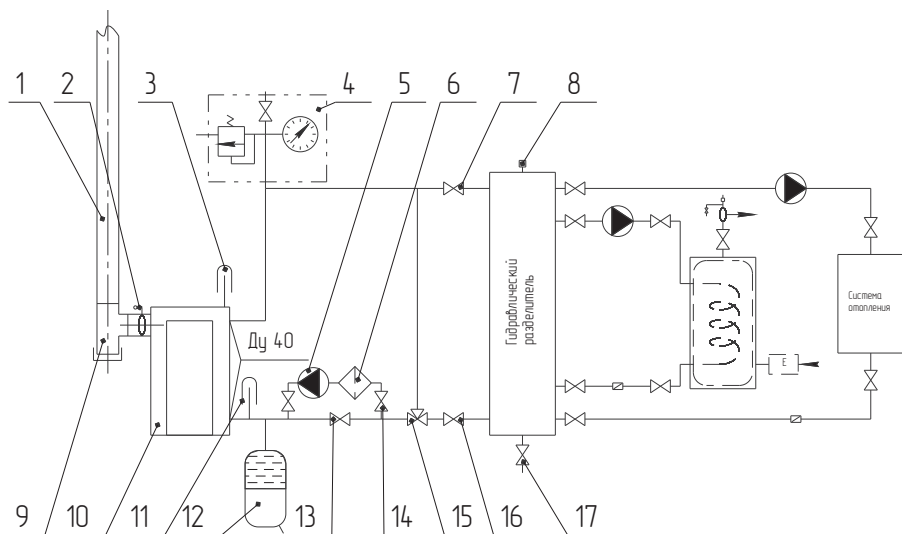 1 2 3 4 5 6 7 8
Гидравлический
разделитель
Система
отопления
Ду 40
E
9 10 11 12 13 14 15 16 17